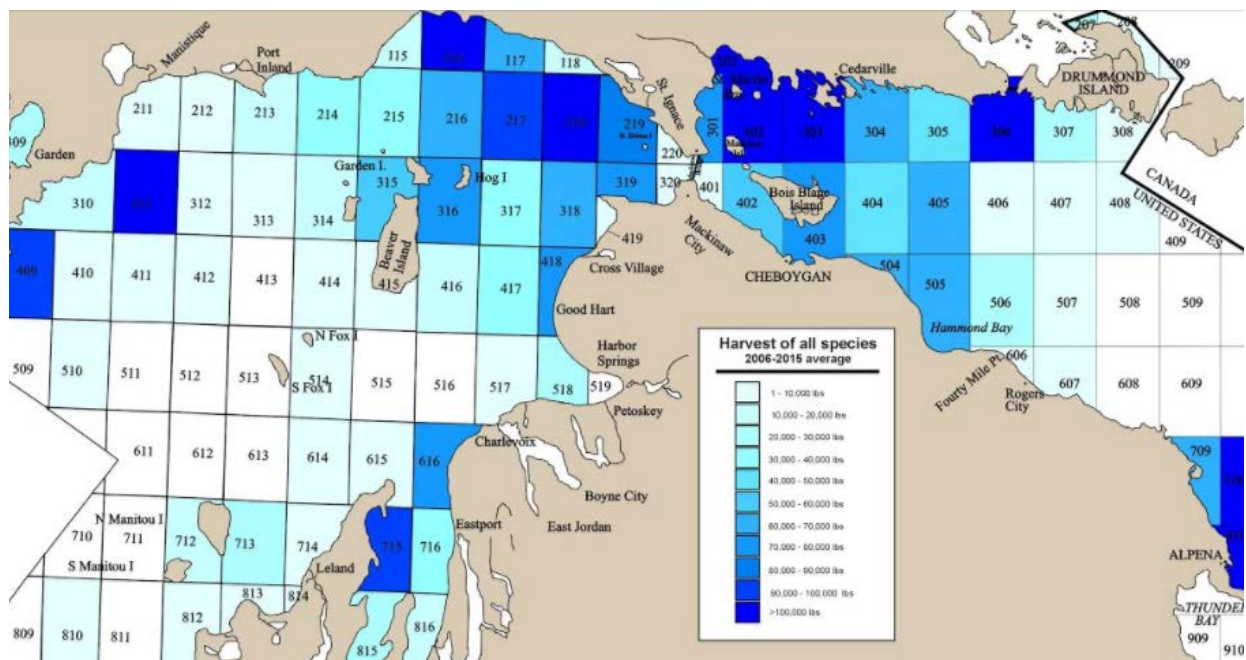 207 208
115 117 118
Manistique Port Inland St. Ignace Cedarville DRUMMOND ISLAND 209
211 212 213 214 215 216 217 219 301 304 305 307 308
309 Garden 220 CANADA
UNITED STATES
Garden I. Hog I Bois Blage Island
310 312 313 314 315 316 317 318 319 320 401 402 403 404 405 406 407 408 409
Beaver Island 419 Mackinaw City
Cross Village CHEBOYGAN
409 410 411 412 413 414 415 416 417 418 504 505 506 507 508 509
Good Hart Hammond Bay
N Fox I Harbor Springs Fourty Mile Pt. 606
509 510 511 512 513 514 515 516 517 518 519 607 608 609
S Fox I Petoskey Rogers City
Charlevoix
611 612 613 614 615 616 709
Boyne City
N Manitou I Eastport East Jordan
710 711 712 713 714 715 716
S Manitou I Leland ALPENA
813 814
809 810 811 812 815 816
THUNDER BAY
909 910
Harvest of all species
2006-2015 average
1 - 10,000 lbs
10,000 - 20,000 lbs
20,000 - 30,000 lbs
30,000 - 40,000 lbs
40,000 - 50,000 lbs
50,000 - 60,000 lbs
60,000 - 70,000 lbs
70,000 - 80,000 lbs
80,000 - 90,000 lbs
90,000 - 100,000 lbs
>100,000 lbs